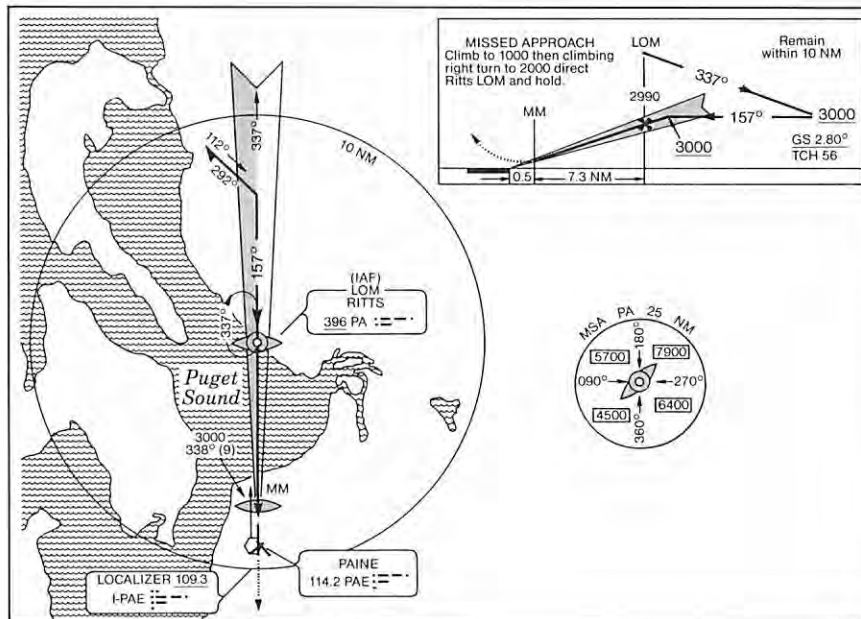 MISSED APPROACH
Climb to 1000 then climbing
right turn to 2000 direct
Ritts LOM and hold.
LOM
Remain
within 10 NM
337°
2990
MM
157°
3000
3000
GS 2.80°
TCH 56
0.5
7.3 NM
337°
10 NM
112°
292°
157°
(IAF)
LOM
RITTS
396 PA
337°
Puget
Sound
3000
338° (9)
MM
PAINE
114.2 PAE
LOCALIZER 109.3
I-PAE
MSA PA 25 NM
180°
5700
7900
090°
270°
4500
6400
360°